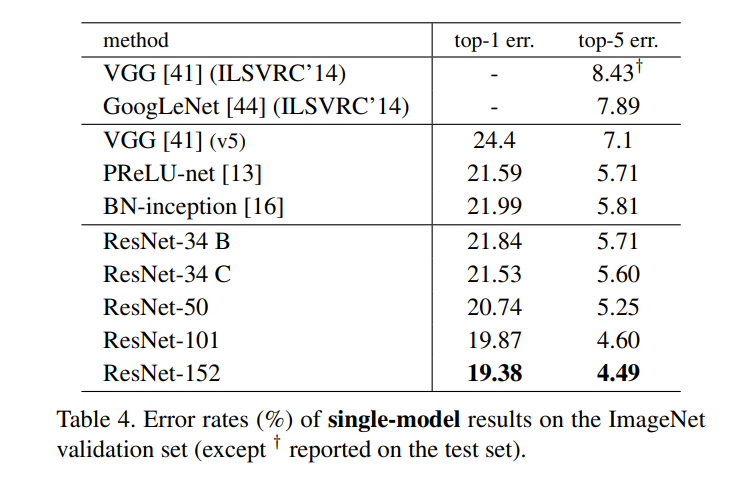 method top-1 err. top-5 err.
VGG [41] (ILSVRC’14) - 8.43†
GoogLeNet [44] (ILSVRC’14) - 7.89
VGG [41] (v5) 24.4 7.1
PReLU-net [13] 21.59 5.71
BN-inception [16] 21.99 5.81
ResNet-34 B 21.84 5.71
ResNet-34 C 21.53 5.60
ResNet-50 20.74 5.25
ResNet-101 19.87 4.60
ResNet-152 19.38 4.49
Table 4. Error rates (%) of single-model results on the ImageNet
validation set (except † reported on the test set).